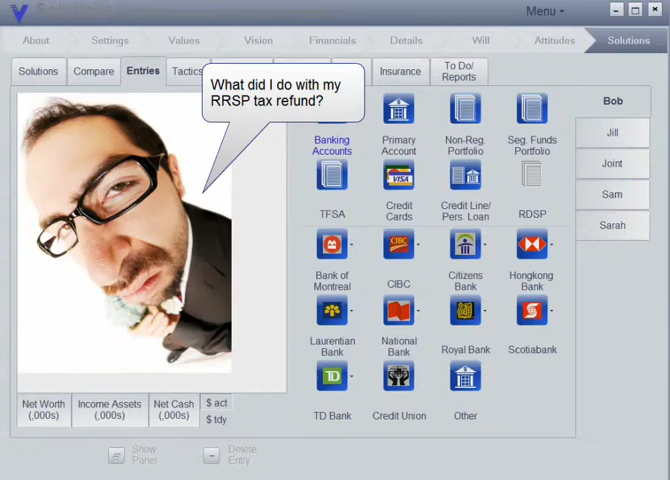 Menu
About
Settings
Values
Vision
Financials
Details
Will
Attitudes
Solutions
Solutions
Compare
Entries
Tactics
Insurance
To Do/
Reports
What did I do with my
RRSP tax refund?
Banking
Accounts
Primary
Account
Non-Reg.
Portfolio
Seg. Funds
Portfolio
TFSA
VISA
Credit
Cards
Credit Line/
Pers. Loan
RDSP
Bank of
Montreal
CIBC
CIBC
Citizens
Bank
Hongkong
Bank
Laurentian
Bank
National
Bank
Royal Bank
Scotiabank
TD
TD Bank
Credit Union
Other
Bob
Jill
Joint
Sam
Sarah
Net Worth
(,000s)
Income Assets
(,000s)
Net Cash
(,000s)
$ act
$ tdy
Show
Panel
Delete
Entry